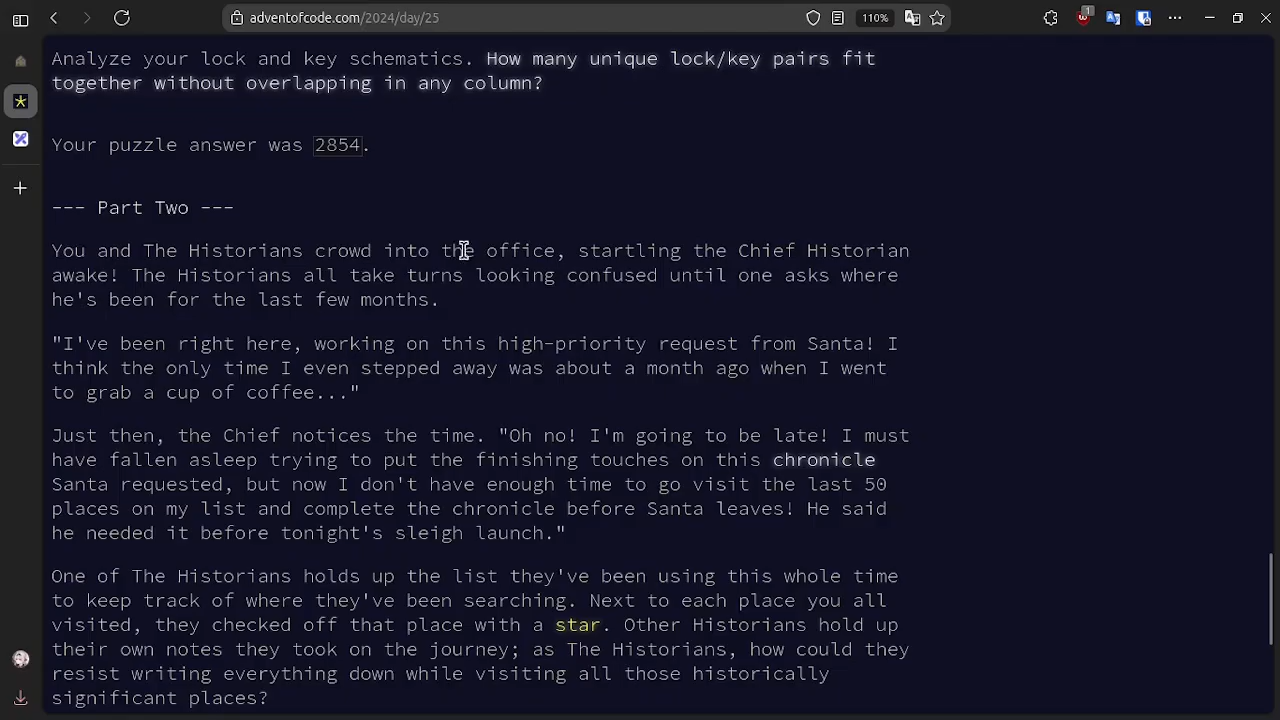 adventofcode.com/2024/day/25
110%
1
Analyze your lock and key schematics. How many unique lock/key pairs fit
together without overlapping in any column?
Your puzzle answer was 2854.
--- Part Two ---
You and The Historians crowd into the office, startling the Chief Historian
awake! The Historians all take turns looking confused until one asks where
he's been for the last few months.
"I've been right here, working on this high-priority request from Santa! I
think the only time I even stepped away was about a month ago when I went
to grab a cup of coffee..."
Just then, the Chief notices the time. "Oh no! I'm going to be late! I must
have fallen asleep trying to put the finishing touches on this chronicle
Santa requested, but now I don't have enough time to go visit the last 50
places on my list and complete the chronicle before Santa leaves! He said
he needed it before tonight's sleigh launch."
One of The Historians holds up the list they've been using this whole time
to keep track of where they've been searching. Next to each place you all
visited, they checked off that place with a star. Other Historians hold up
their own notes they took on the journey; as The Historians, how could they
resist writing everything down while visiting all those historically
significant places?